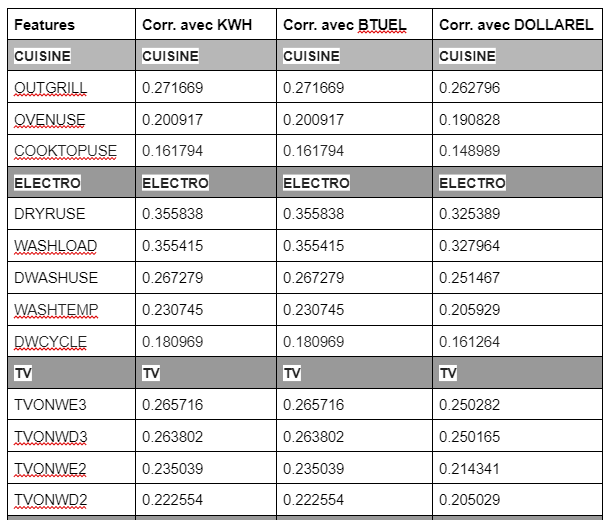 Features Corr. avec KWH Corr. avec BTUEL Corr. avec DOLLAREL
CUISINE CUISINE CUISINE CUISINE
OUTGRILL 0.271669 0.271669 0.262796
OVENUSE 0.200917 0.200917 0.190828
COOKTOPUSE 0.161794 0.161794 0.148989
ELECTRO ELECTRO ELECTRO ELECTRO
DRYRUSE 0.355838 0.355838 0.325389
WASHLOAD 0.355415 0.355415 0.327964
DWASHUSE 0.267279 0.267279 0.251467
WASHTEMP 0.230745 0.230745 0.205929
DWCYCLE 0.180969 0.180969 0.161264
TV TV TV TV
TVONWE3 0.265716 0.265716 0.250282
TVONWD3 0.263802 0.263802 0.250165
TVONWE2 0.235039 0.235039 0.214341
TVONWD2 0.222554 0.222554 0.205029